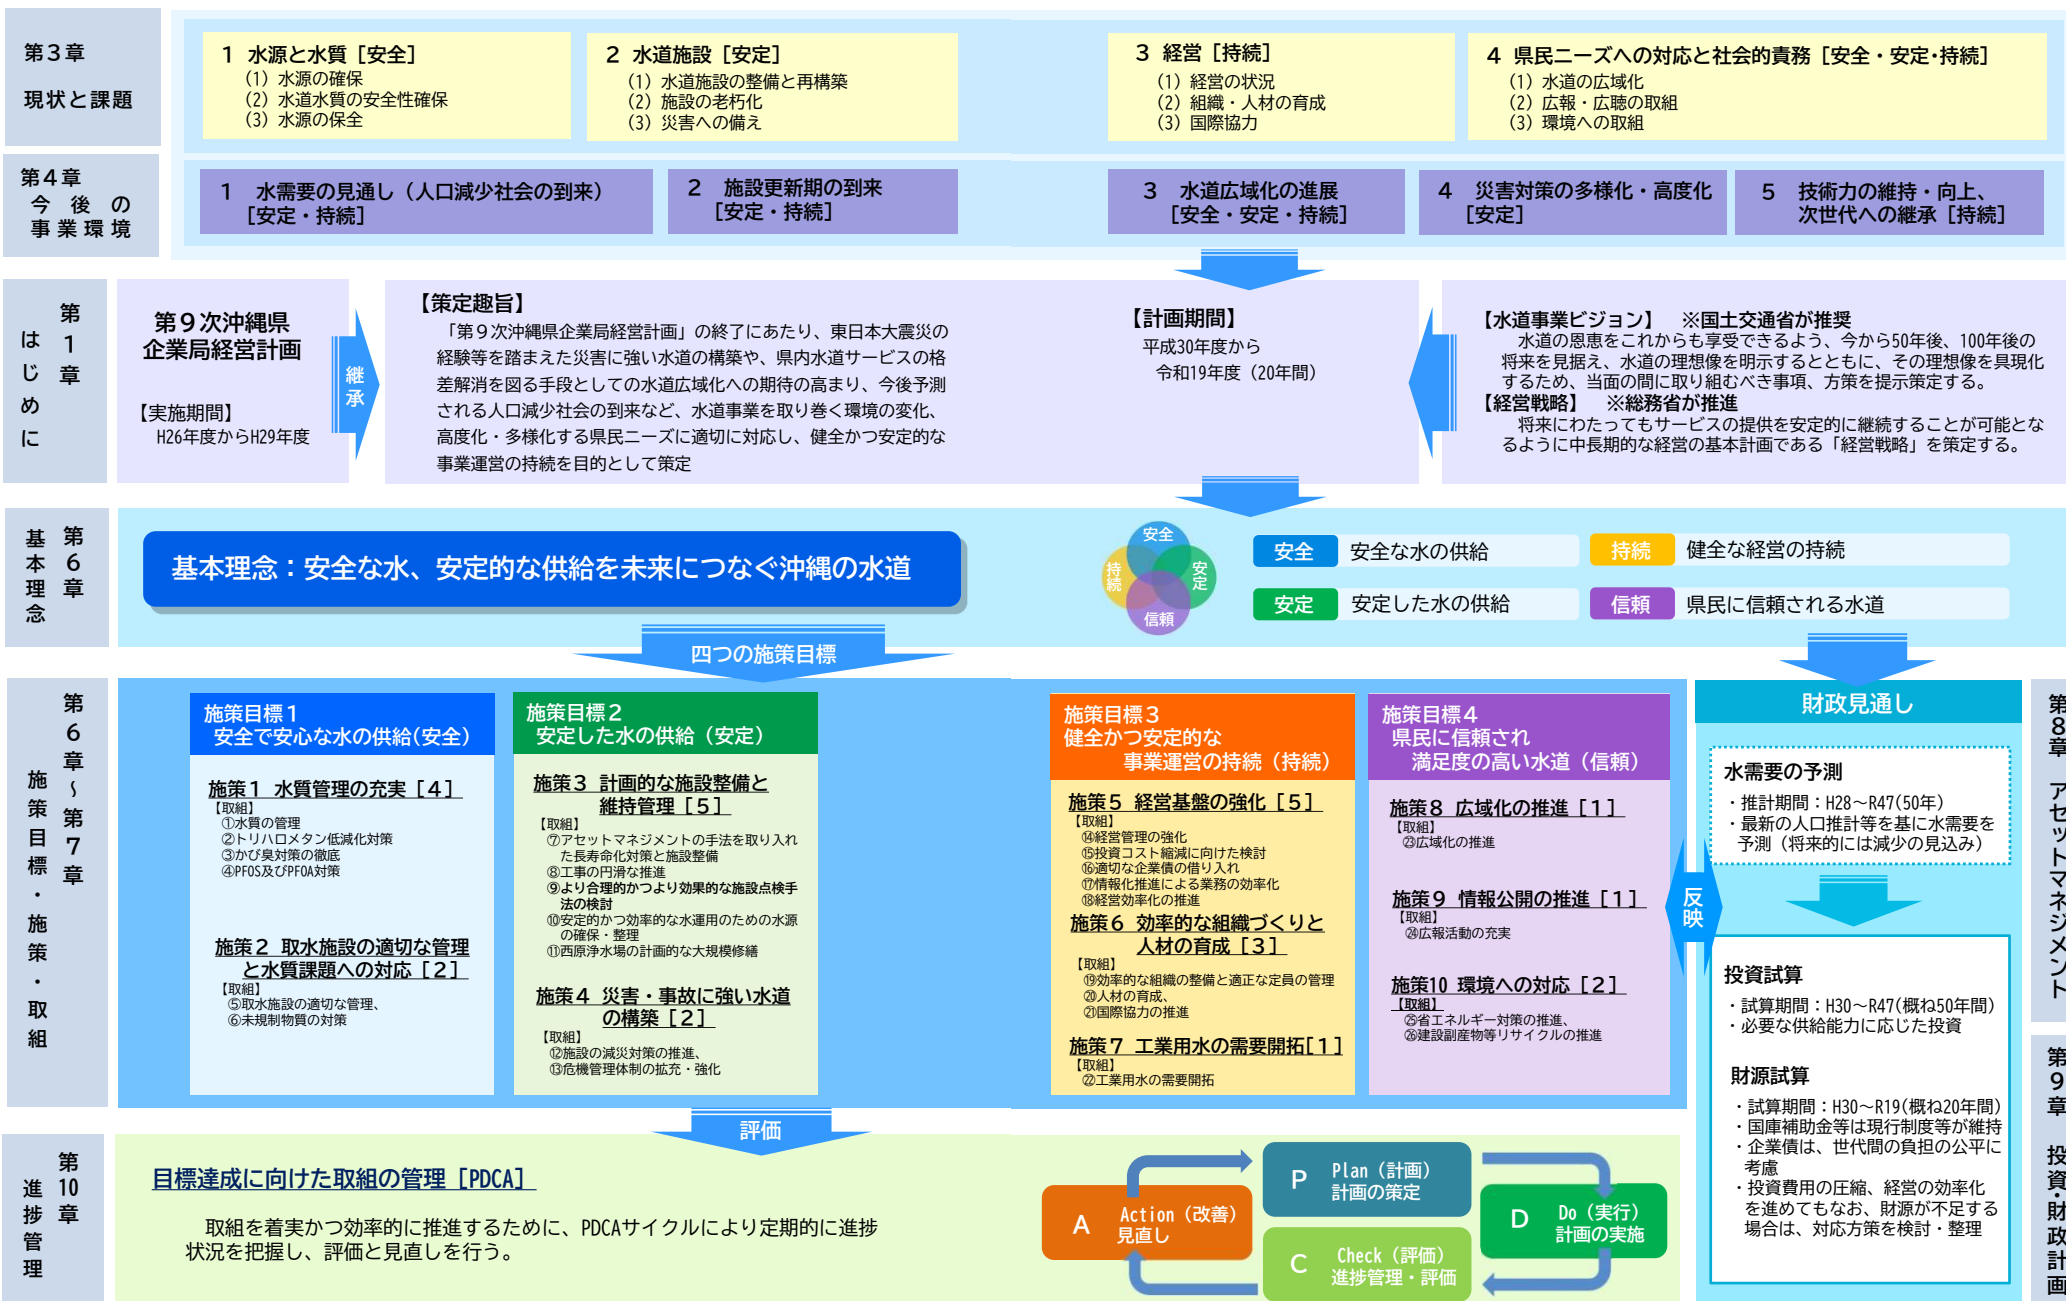 第３章
現状と課題
１ 水源と水質［安全］
(1) 水源の確保
(2) 水道水質の安全性確保
(3) 水源の保全
２ 水道施設［安定］
(1) 水道施設の整備と再構築
(2) 施設の老朽化
(3) 災害への備え
３ 経営［持続］
(1) 経営の状況
(2) 組織・人材の育成
(3) 国際協力
４ 県民ニーズへの対応と社会的責務［安全・安定・持続］
(1) 水道の広域化
(2) 広報・広聴の取組
(3) 環境への取組
第４章
今後の
事業環境
１ 水需要の見通し（人口減少社会の到来）
［安定・持続］
２ 施設更新期の到来
［安定・持続］
３ 水道広域化の進展
［安全・安定・持続］
４ 災害対策の多様化・高度化
［安定］
５ 技術力の維持・向上、
次世代への継承［持続］
第１章
はじめに
第９次沖縄県
企業局経営計画
【実施期間】
H26年度からH29年度
継承
【策定趣旨】
「第９次沖縄県企業局経営計画」の終了にあたり、東日本大震災の
経験等を踏まえた災害に強い水道の構築や、県内水道サービスの格
差解消を図る手段としての水道広域化への期待の高まり、今後予測
される人口減少社会の到来など、水道事業を取り巻く環境の変化、
高度化・多様化する県民ニーズに適切に対応し、健全かつ安定的な
事業運営の持続を目的として策定
【計画期間】
平成30年度から
令和19年度（20年間）
【水道事業ビジョン】 ※国土交通省が推奨
水道の恩恵をこれからも享受できるよう、今から50年後、100年後の
将来を見据え、水道の理想像を明示するとともに、その理想像を具現化
するため、当面の間に取り組むべき事項、方策を提示策定する。
【経営戦略】 ※総務省が推進
将来にわたってもサービスの提供を安定的に継続することが可能とな
るように中長期的な経営の基本計画である「経営戦略」を策定する。
第６章
基本理念
基本理念：安全な水、安定的な供給を未来につなぐ沖縄の水道
安全
持続
安定
信頼
安全 安全な水の供給
持続 健全な経営の持続
安定 安定した水の供給
信頼 県民に信頼される水道
四つの施策目標
第６章～第７章
施策目標・施策・取組
施策目標１
安全で安心な水の供給(安全)
施策１ 水質管理の充実［４］
【取組】
①水質の管理
②トリハロメタン低減化対策
③かび臭対策の徹底
④PFOS及びPFOA対策
施策２ 取水施設の適切な管理
と水質課題への対応［２］
【取組】
⑤取水施設の適切な管理、
⑥未規制物質の対策
施策目標２
安定した水の供給（安定）
施策３ 計画的な施設整備と
維持管理［５］
【取組】
⑦アセットマネジメントの手法を取り入れ
た長寿命化対策と施設整備
⑧工事の円滑な推進
⑨より合理的かつより効果的な施設点検手
法の検討
⑩安定的かつ効率的な水運用のための水源
の確保・整理
⑪西原浄水場の計画的な大規模修繕
施策４ 災害・事故に強い水道
の構築［２］
【取組】
⑫施設の減災対策の推進、
⑬危機管理体制の拡充・強化
施策目標３
健全かつ安定的な
事業運営の持続（持続）
施策５ 経営基盤の強化［５］
【取組】
⑭経営管理の強化
⑮投資コスト縮減に向けた検討
⑯適切な企業債の借り入れ
⑰情報化推進による業務の効率化
⑱経営効率化の推進
施策６ 効率的な組織づくりと
人材の育成［３］
【取組】
⑲効率的な組織の整備と適正な定員の管理
⑳人材の育成、
㉑国際協力の推進
施策７ 工業用水の需要開拓[１]
【取組】
㉒工業用水の需要開拓
施策目標４
県民に信頼され
満足度の高い水道（信頼）
施策８ 広域化の推進［１］
【取組】
㉓広域化の推進
施策９ 情報公開の推進［１］
【取組】
㉔広報活動の充実
施策10 環境への対応［２］
【取組】
㉕省エネルギー対策の推進、
㉖建設副産物等リサイクルの推進
反映
財政見通し
水需要の予測
・推計期間：H28～R47(50年)
・最新の人口推計等を基に水需要を
予測（将来的には減少の見込み）
投資試算
・試算期間：H30～R47(概ね50年間)
・必要な供給能力に応じた投資
財源試算
・試算期間：H30～R19(概ね20年間)
・国庫補助金等は現行制度等が維持
・企業債は、世代間の負担の公平に
考慮
・投資費用の圧縮、経営の効率化
を進めてもなお、財源が不足する
場合は、対応方策を検討・整理
第８章 アセットマネジメント
第９章 投資・財政計画
評価
第10章
進捗管理
目標達成に向けた取組の管理［PDCA］
取組を着実かつ効率的に推進するために、PDCAサイクルにより定期的に進捗
状況を把握し、評価と見直しを行う。
P Plan（計画）
計画の策定
A Action（改善）
見直し
D Do（実行）
計画の実施
C Check（評価）
進捗管理・評価